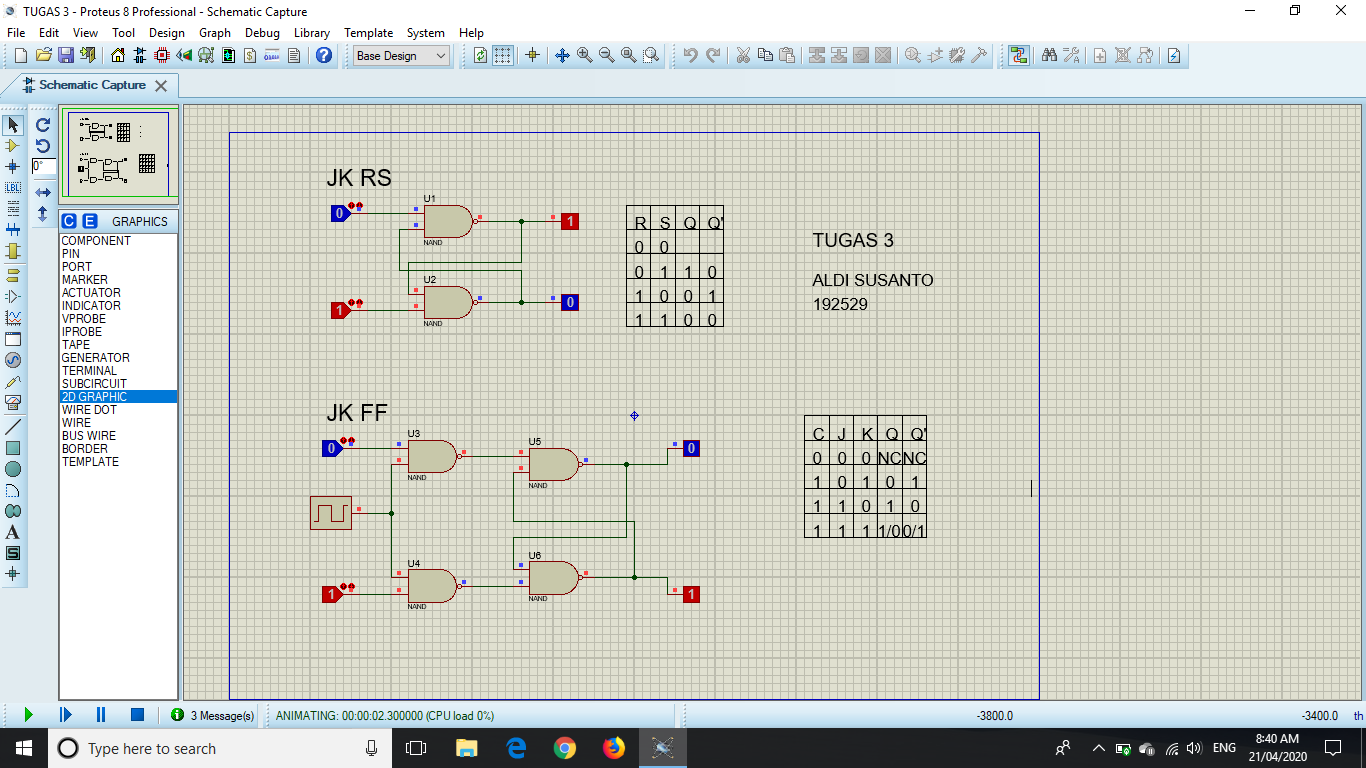 TUGAS 3 - Proteus 8 Professional - Schematic Capture
File Edit View Tool Design Graph Debug Library Template System Help
Base Design
Schematic Capture
0°
LBL
A
S
C E GRAPHICS
COMPONENT
PIN
PORT
MARKER
ACTUATOR
INDICATOR
VPROBE
IPROBE
TAPE
GENERATOR
TERMINAL
SUBCIRCUIT
2D GRAPHIC
WIRE DOT
WIRE
BUS WIRE
BORDER
TEMPLATE
JK RS
U1
0 1
NAND
U2
1 0
NAND
R S Q Q'
0 0
0 1 1 0
1 0 0 1
1 1 0 0
TUGAS 3
ALDI SUSANTO
192529
JK FF
U3
0
NAND
U5
0
NAND
U4
1
NAND
U6
1
NAND
C J K Q Q'
0 0 0 NC NC
1 0 1 0 1
1 1 0 1 0
1 1 1 1/0 0/1
3 Message(s) ANIMATING: 00:00:02.300000 (CPU load 0%) -3800.0 -3400.0 th
Type here to search
ENG
8:40 AM
21/04/2020